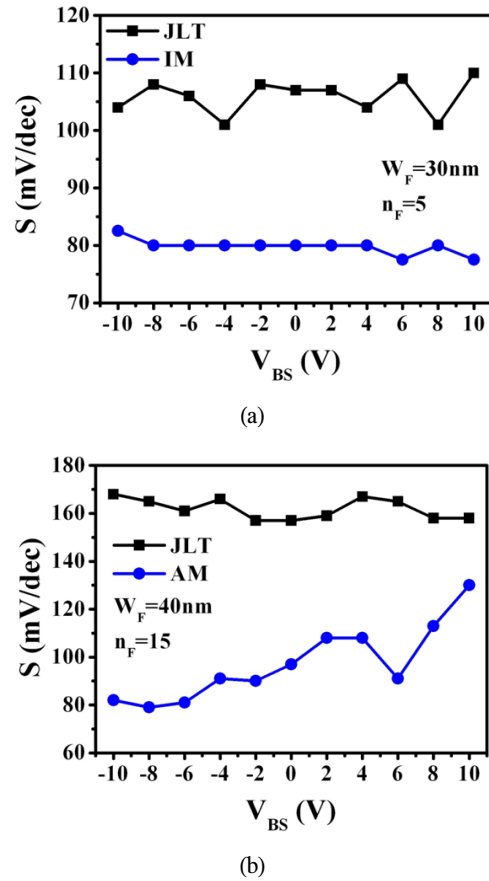 120
110
100
90
80
70
S (mV/dec)
JLT
IM
W_F=30nm
n_F=5
-10 -8 -6 -4 -2 0 2 4 6 8 10
V_BS (V)
(a)
180
160
140
120
100
80
60
S (mV/dec)
JLT
AM
W_F=40nm
n_F=15
-10 -8 -6 -4 -2 0 2 4 6 8 10
V_BS (V)
(b)